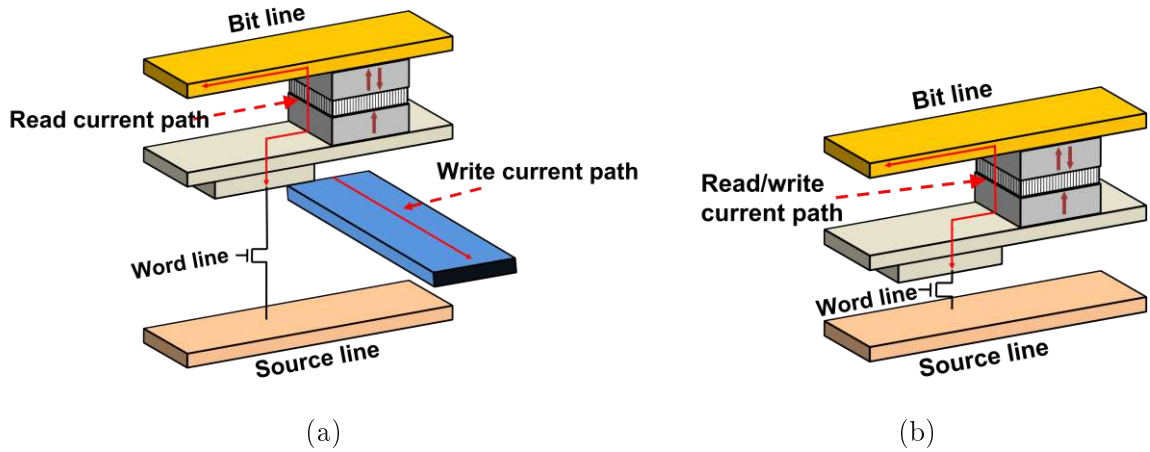 Bit line
Read current path
Write current path
Word line
Source line
(a)
Bit line
Read/write
current path
Word line
Source line
(b)